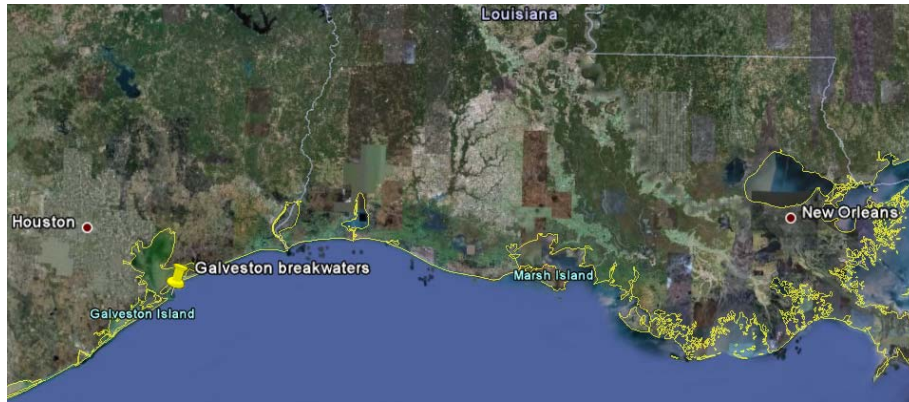 Louisiana
Houston
New Orleans
Galveston breakwaters
Marsh Island
Galveston Island